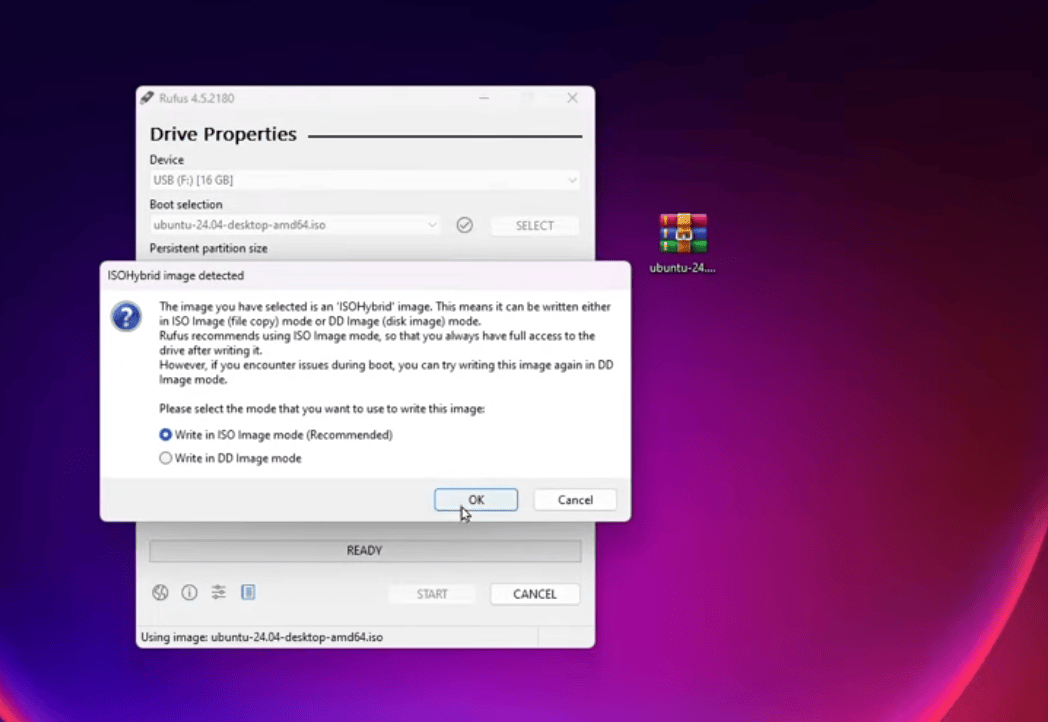 Rufus 4.5.2180
Drive Properties
Device
USB (F:) [16 GB]
Boot selection
ubuntu-24.04-desktop-amd64.iso
SELECT
Persistent partition size
ubuntu-24....
ISOHybrid image detected
The image you have selected is an 'ISOHybrid' image. This means it can be written either
in ISO Image (file copy) mode or DD Image (disk image) mode.
Rufus recommends using ISO Image mode, so that you always have full access to the
drive after writing it.
However, if you encounter issues during boot, you can try writing this image again in DD
Image mode.
Please select the mode that you want to use to write this image:
Write in ISO Image mode (Recommended)
Write in DD Image mode
OK
Cancel
READY
START
CANCEL
Using image: ubuntu-24.04-desktop-amd64.iso